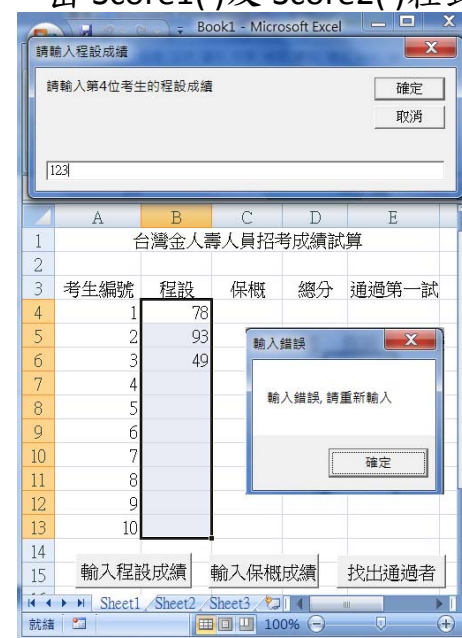 當 Score1( )及 Score2( )程式
Book1 - Microsoft Excel
請輸入程設成績
請輸入第4位考生的程設成績
確定
取消
123
A B C D E
1 台灣金人壽人員招考成績試算
2
3 考生編號 程設 保概 總分 通過第一試
4 1 78
5 2 93
6 3 49
輸入錯誤
7 4
輸入錯誤, 請重新輸入
8 5
9 6
10 7
確定
11 8
12 9
13 10
14
15 輸入程設成績 輸入保概成績 找出通過者
Sheet1 Sheet2 Sheet3
就緒 100%